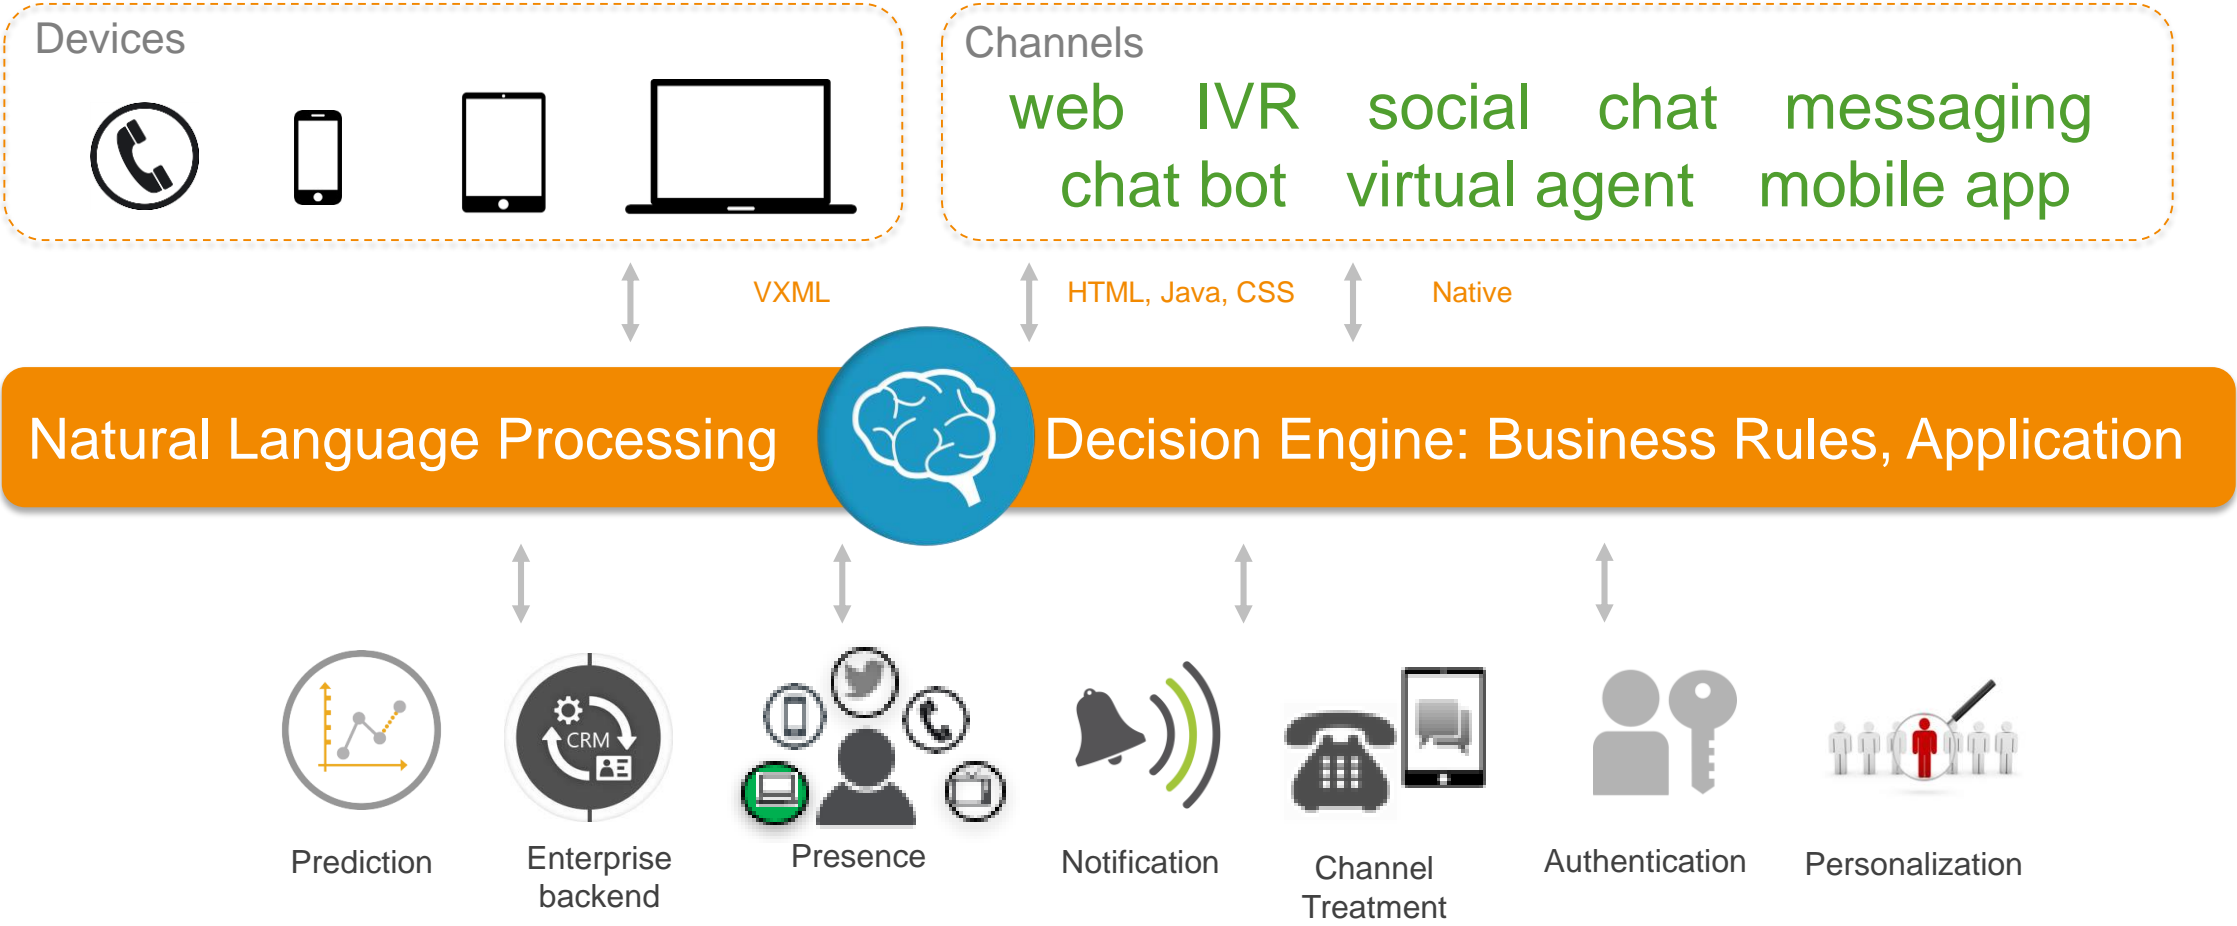 Devices
Channels
web IVR social chat messaging
chat bot virtual agent mobile app
VXML
HTML, Java, CSS
Native
Natural Language Processing
Decision Engine: Business Rules, Application
CRM
Prediction
Enterprise
backend
Presence
Notification
Channel
Treatment
Authentication
Personalization